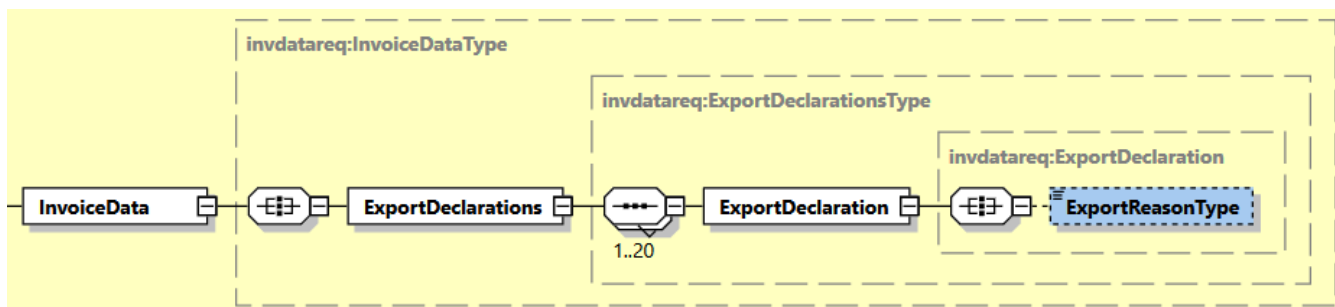 invdatareq:InvoiceDataType
invdatareq:ExportDeclarationsType
invdatareq:ExportDeclaration
InvoiceData
ExportDeclarations
ExportDeclaration
ExportReasonType
1..20